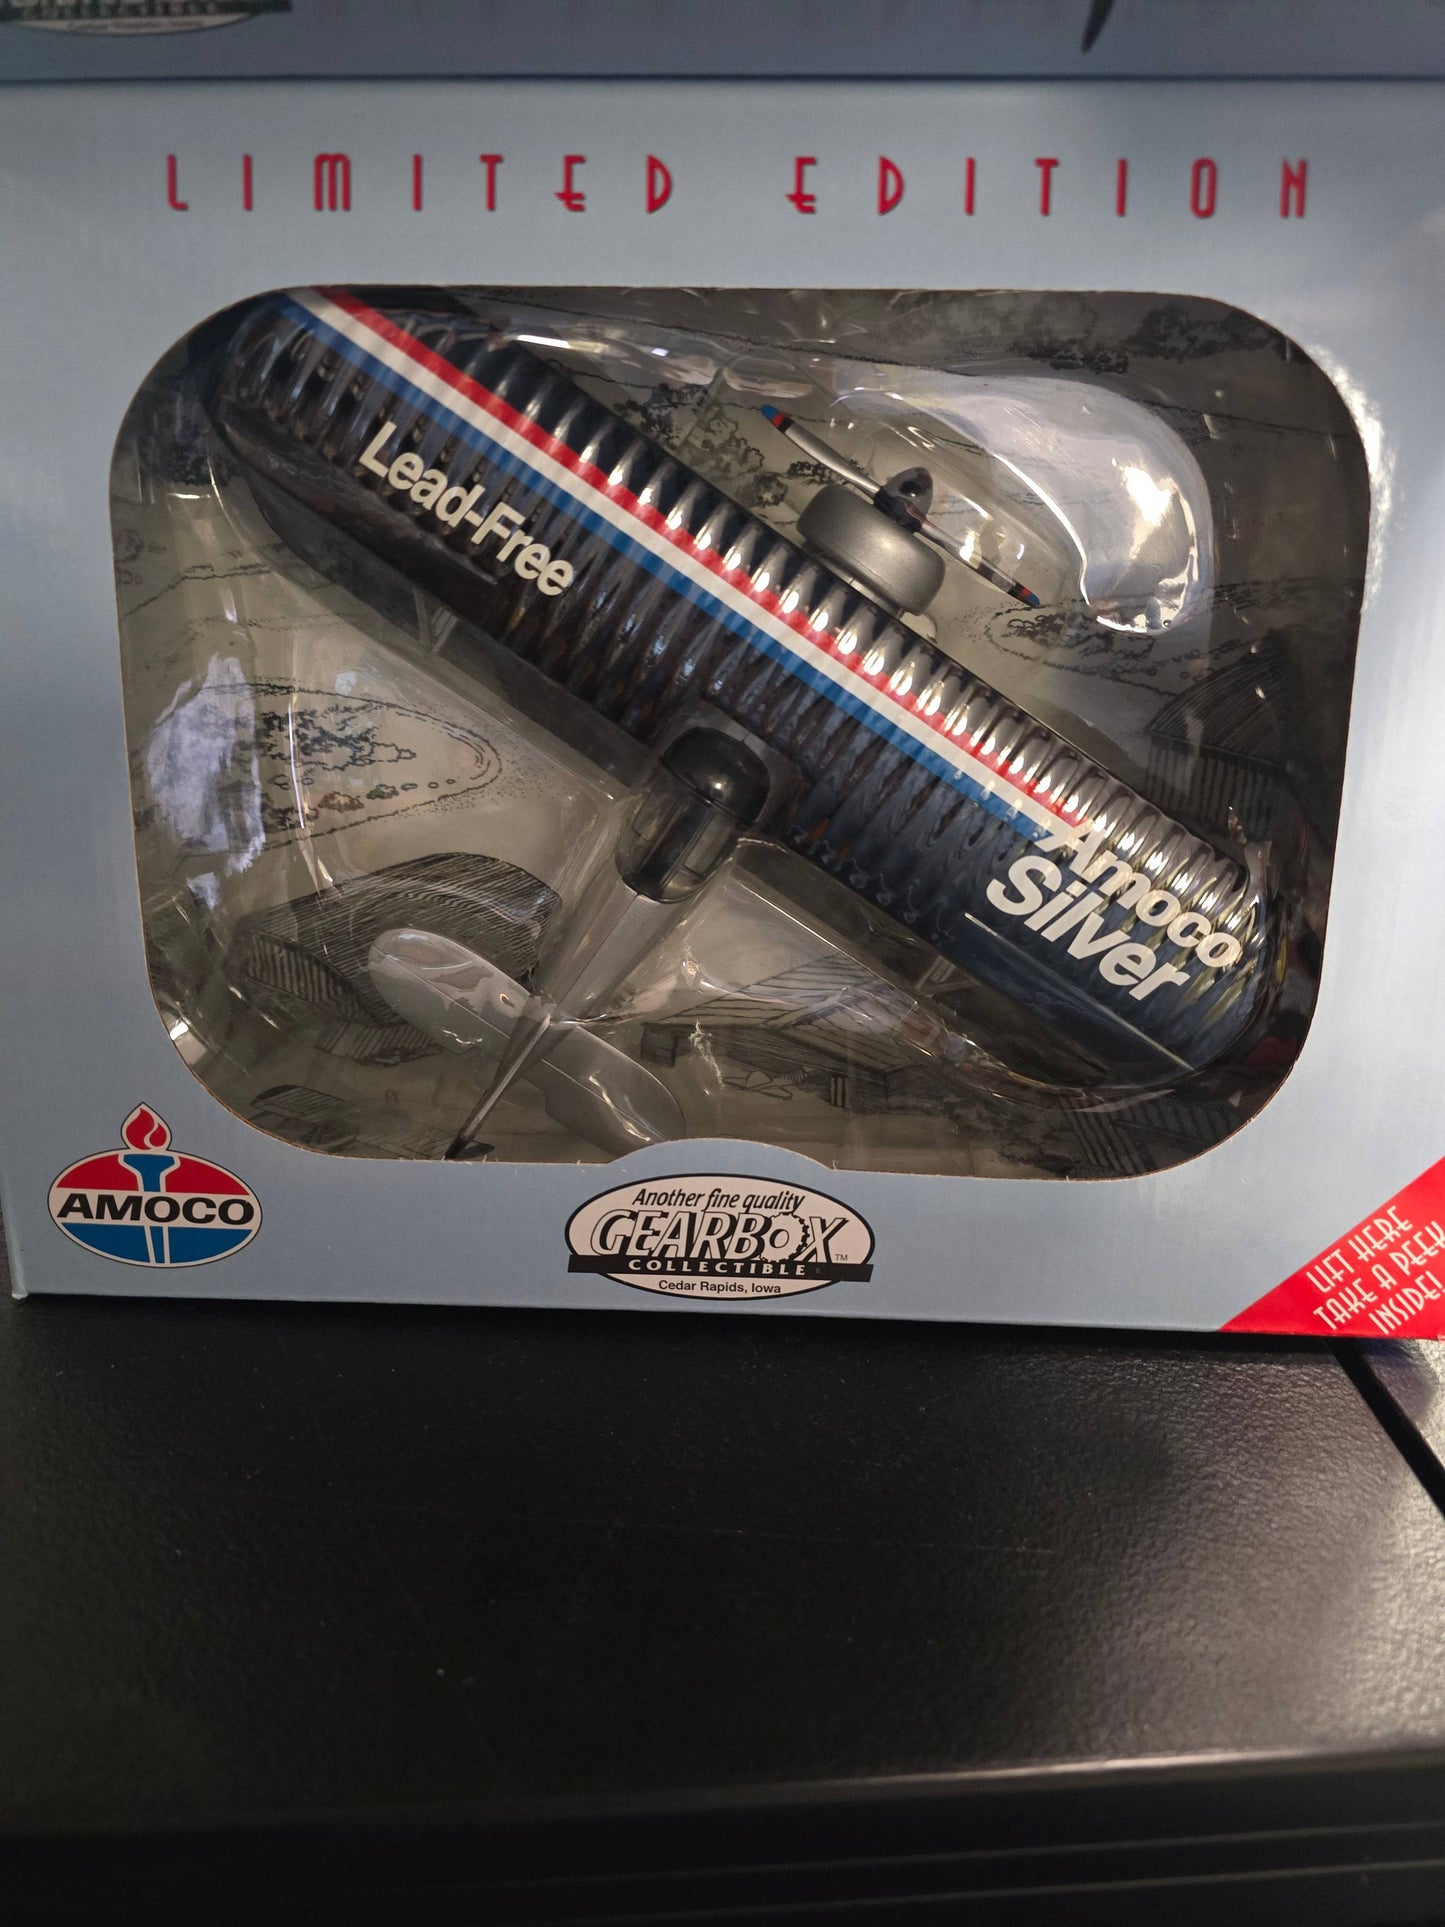 LIMITED EDITION
Lead-Free
Amoco
Silver
AMOCO
Another fine quality
GEARBOX
TM
COLLECTIBLE
Cedar Rapids, Iowa
LIFT HERE
TAKE A PEEK
INSIDE!